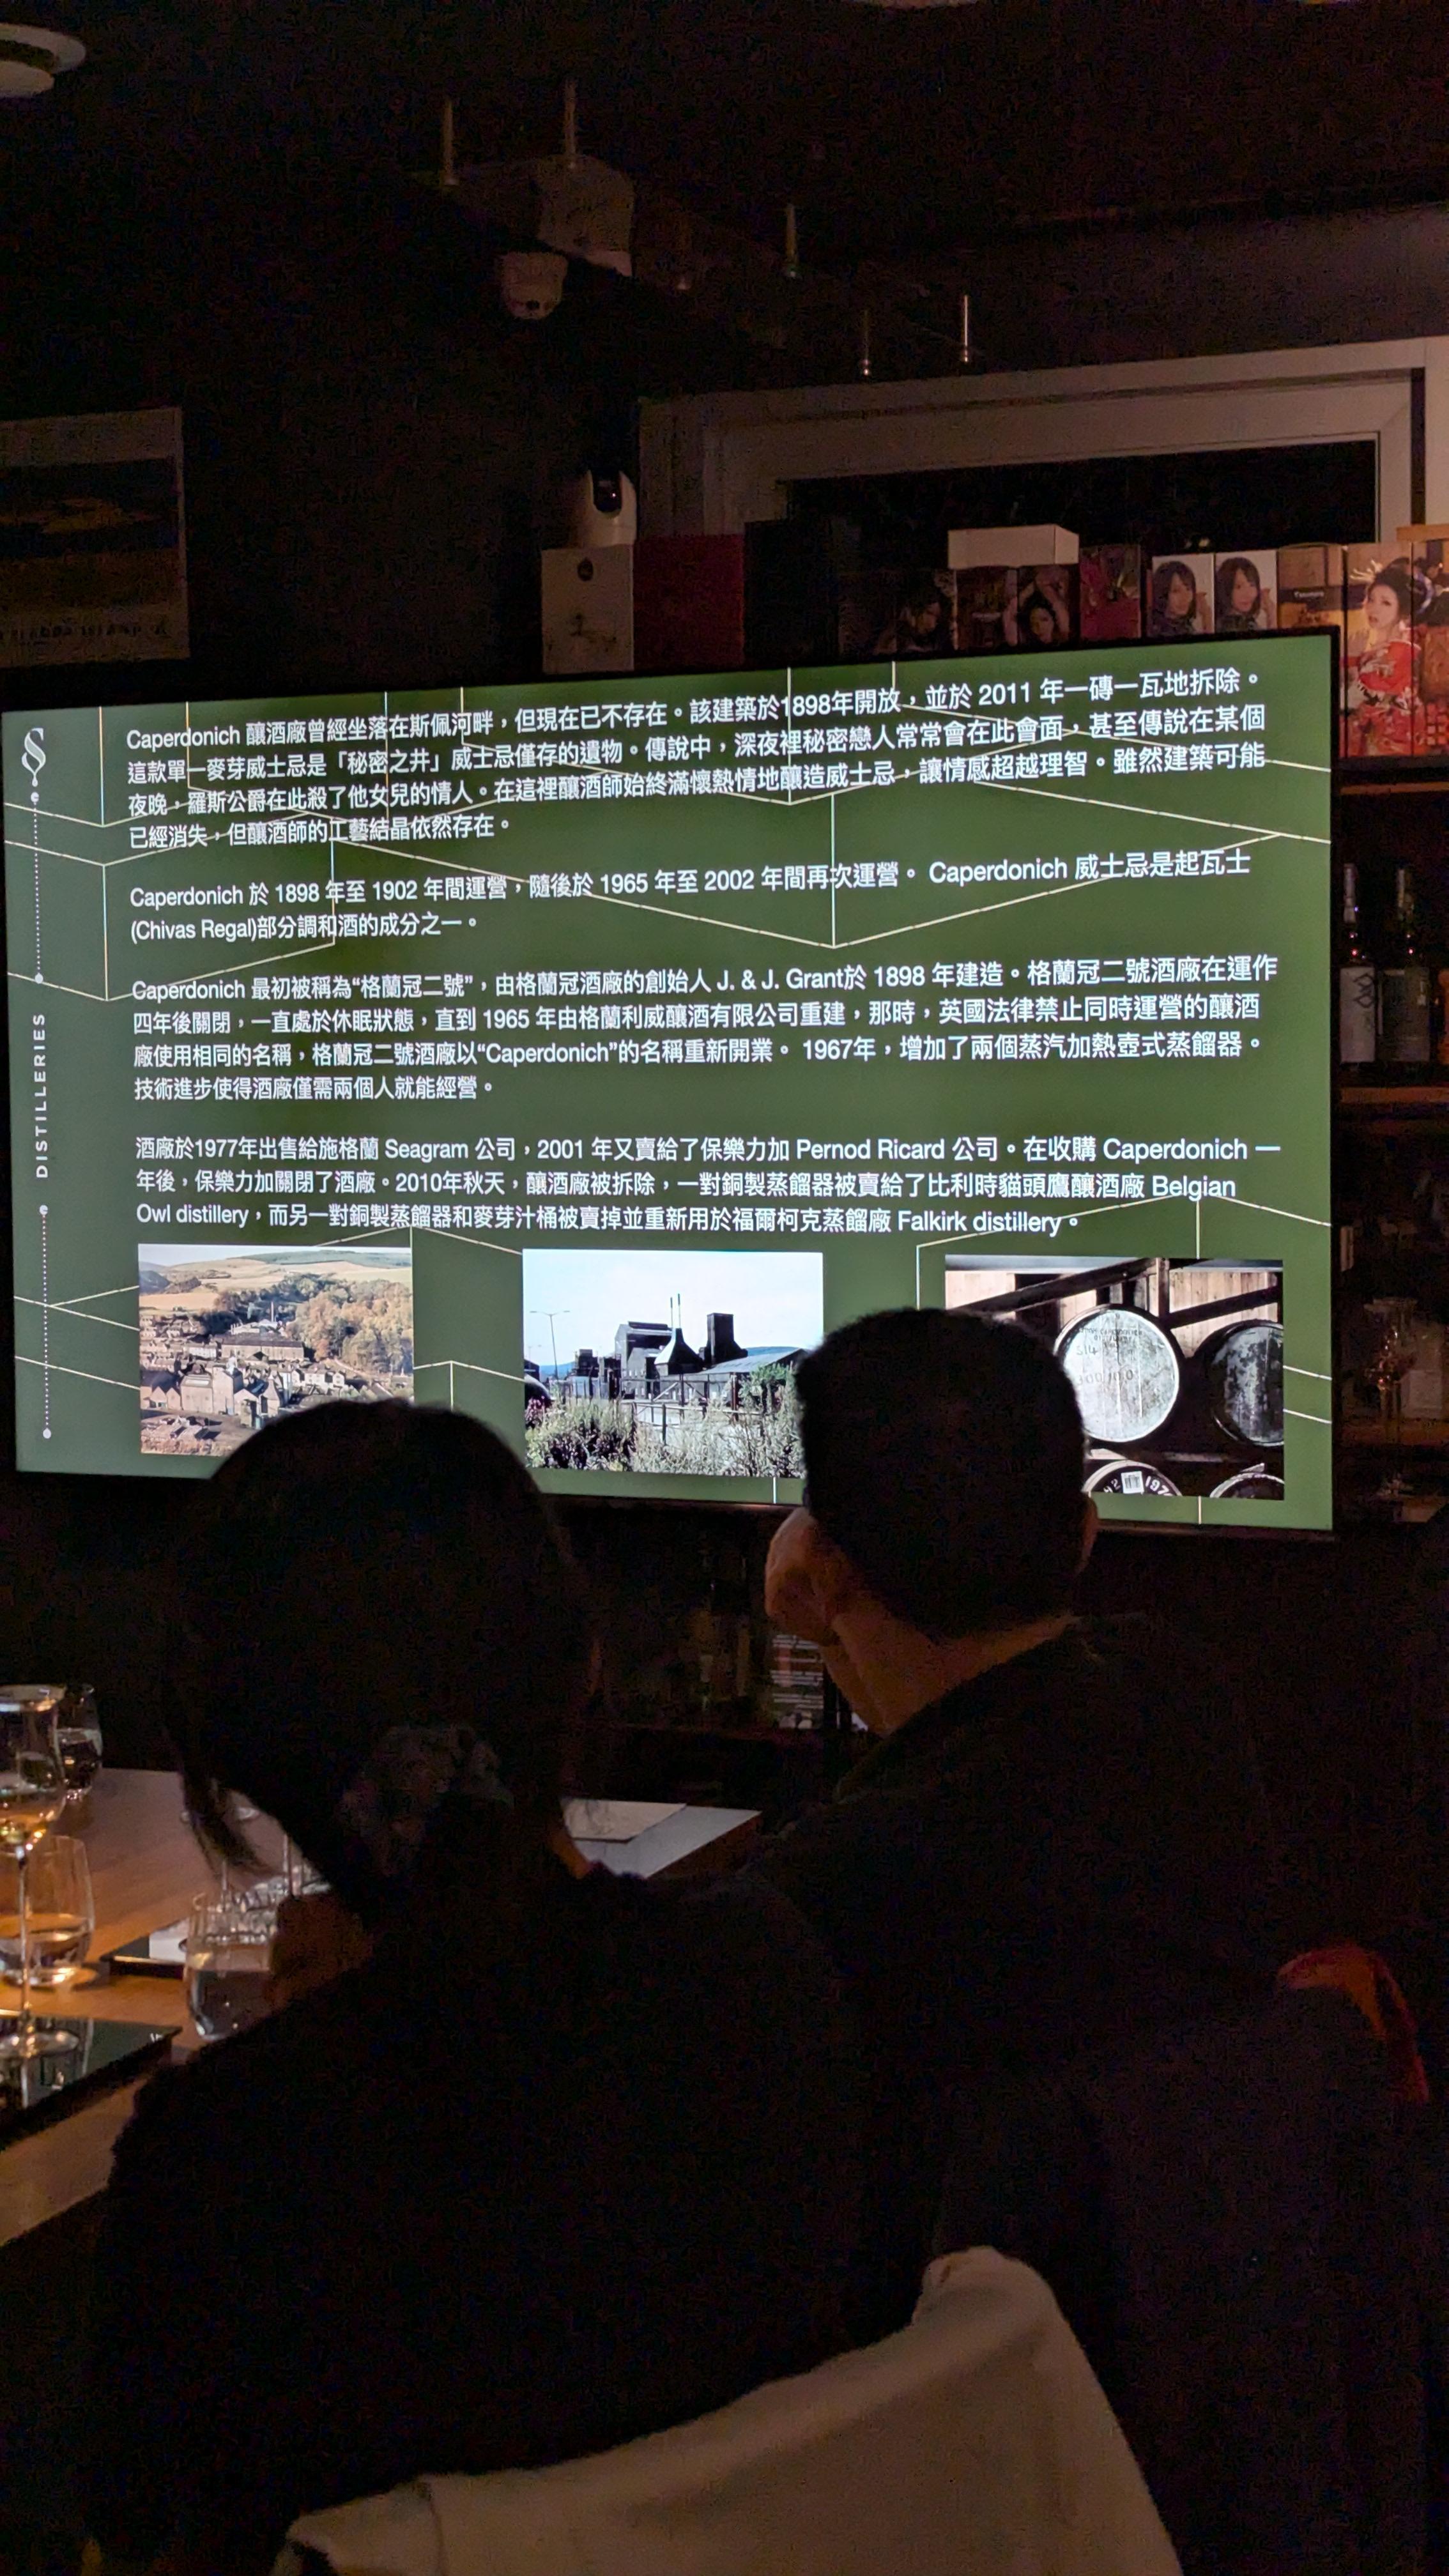 Caperdonich 釀酒廠曾經坐落在斯佩河畔，但現在已不存在。該建築於1898年開放，並於 2011 年一磚一瓦地拆除。
這款單一麥芽威士忌是「秘密之井」威士忌僅存的遺物。傳說中，深夜裡秘密戀人常常會在此會面，甚至傳說在某個
夜晚，羅斯公爵在此殺了他女兒的情人。在這裡釀酒師始終滿懷熱情地釀造威士忌，讓情感超越理智。雖然建築可能
已經消失，但釀酒師的工藝結晶依然存在。
Caperdonich 於 1898 年至 1902 年間運營，隨後於 1965 年至 2002 年間再次運營。 Caperdonich 威士忌是起瓦士
(Chivas Regal)部分調和酒的成分之一。
Caperdonich 最初被稱為“格蘭冠二號”，由格蘭冠酒廠的創始人 J. & J. Grant於 1898 年建造。格蘭冠二號酒廠在運作
四年後關閉，一直處於休眠狀態，直到 1965 年由格蘭利威釀酒有限公司重建，那時，英國法律禁止同時運營的釀酒
廠使用相同的名稱，格蘭冠二號酒廠以“Caperdonich”的名稱重新開業。 1967年，增加了兩個蒸汽加熱壺式蒸餾器。
技術進步使得酒廠僅需兩個人就能經營。
酒廠於1977年出售給施格蘭 Seagram 公司，2001 年又賣給了保樂力加 Pernod Ricard 公司。在收購 Caperdonich 一
年後，保樂力加關閉了酒廠。2010年秋天，釀酒廠被拆除，一對銅製蒸餾器被賣給了比利時貓頭鷹釀酒廠 Belgian
Owl distillery，而另一對銅製蒸餾器和麥芽汁桶被賣掉並重新用於福爾柯克蒸餾廠 Falkirk distillery。
DISTILLERIES